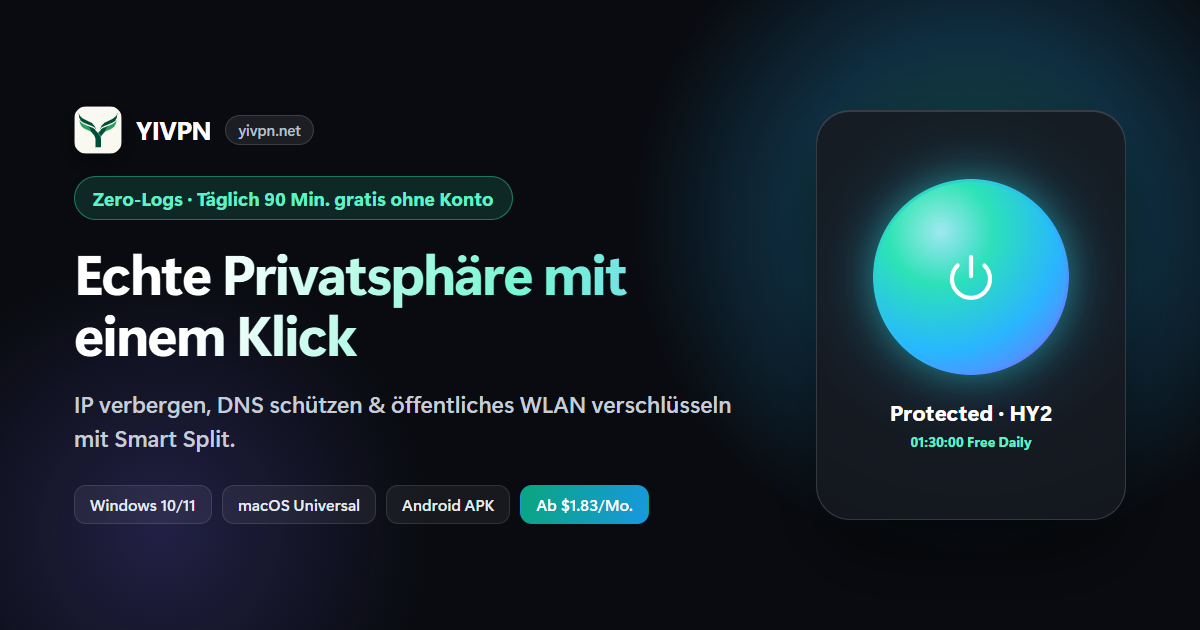 YIVPN
yivpn.net
Zero-Logs · Täglich 90 Min. gratis ohne Konto
Echte Privatsphäre mit
einem Klick
IP verbergen, DNS schützen & öffentliches WLAN verschlüsseln
mit Smart Split.
Windows 10/11
macOS Universal
Android APK
Ab $1.83/Mo.
Protected · HY2
01:30:00 Free Daily